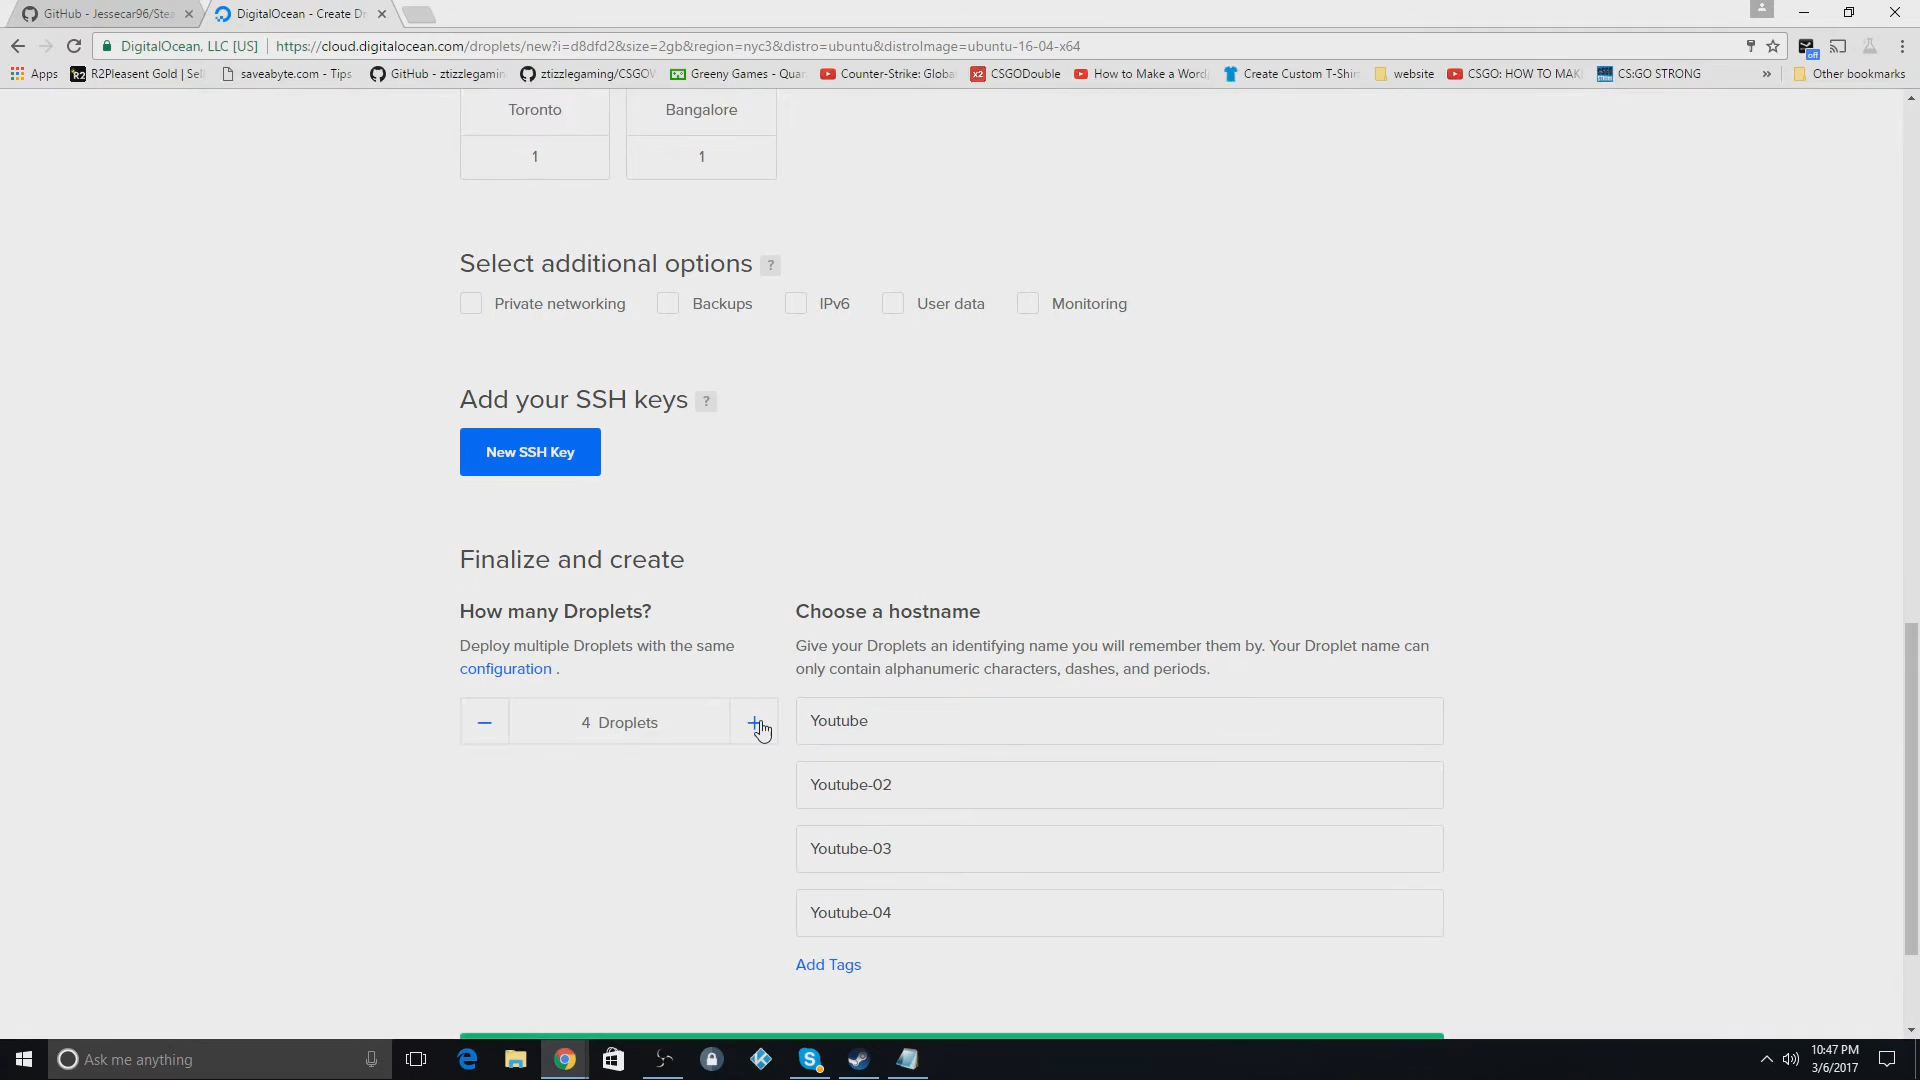 GitHub - Jessecar96/Stea
DigitalOcean - Create Dr
DigitalOcean, LLC [US]
https://cloud.digitalocean.com/droplets/new?i=d8dfd2&size=2gb&region=nyc3&distro=ubuntu&distroImage=ubuntu-16-04-x64
Apps
R2Pleasent Gold | Sell
saveabyte.com - Tips
GitHub - ztizzlegamin
ztizzlegaming/CSGOW
Greeny Games - Quar
Counter-Strike: Globa
x2 CSGODouble
How to Make a Word
Create Custom T-Shir
website
CSGO: HOW TO MAK
CS:GO STRONG
»
Other bookmarks
off
Toronto
Bangalore
1
1
Select additional options ?
Private networking
Backups
IPv6
User data
Monitoring
Add your SSH keys ?
New SSH Key
Finalize and create
How many Droplets?
Deploy multiple Droplets with the same
configuration .
− 4 Droplets +
Choose a hostname
Give your Droplets an identifying name you will remember them by. Your Droplet name can
only contain alphanumeric characters, dashes, and periods.
Youtube
Youtube-02
Youtube-03
Youtube-04
Add Tags
Ask me anything
10:47 PM
3/6/2017